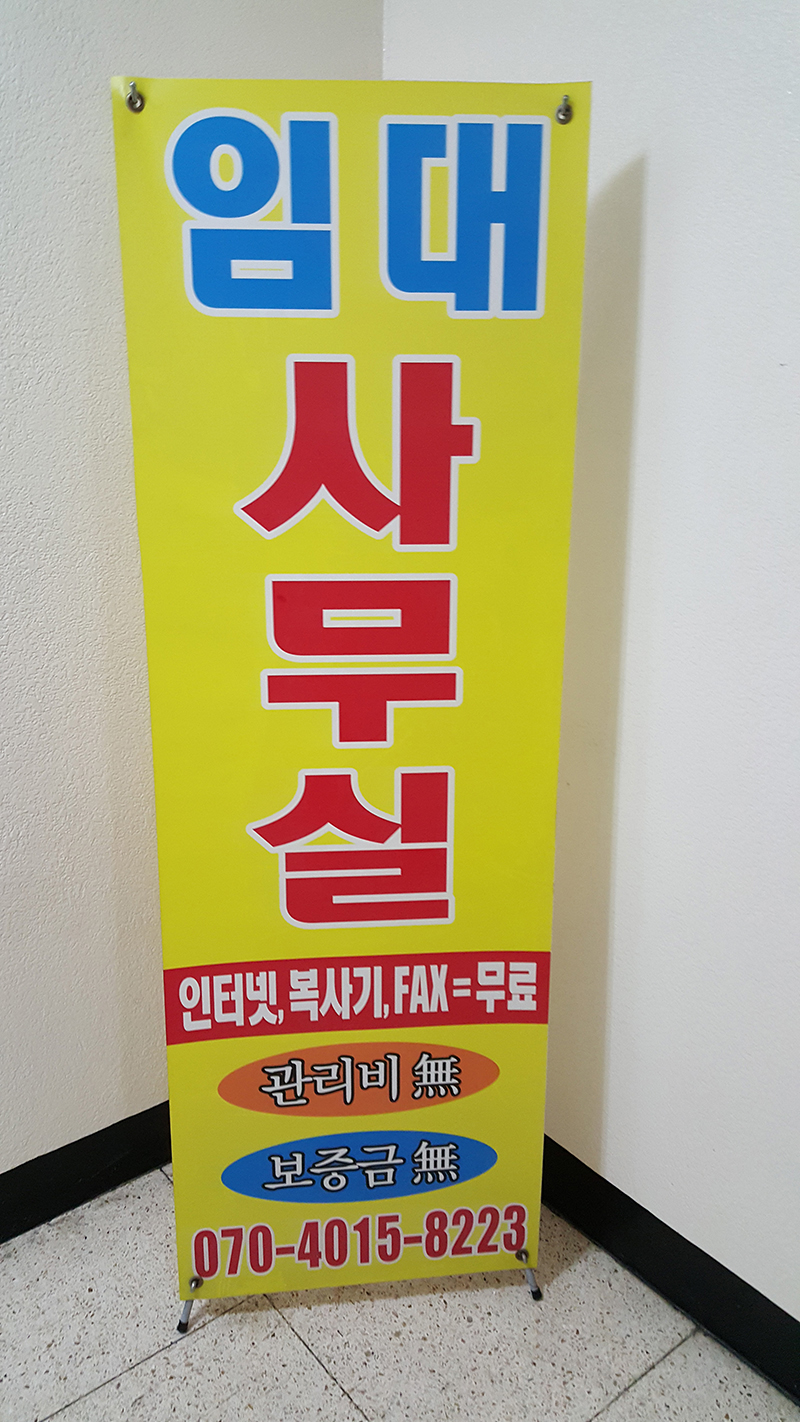 임대
사
무
실
인터넷, 복사기, FAX = 무료
관리비 無
보증금 無
070-4015-8223